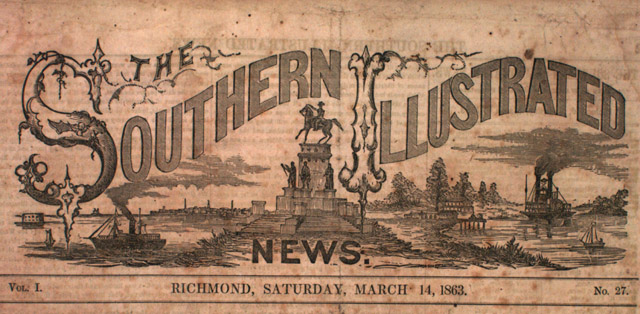 THE
SOUTHERN ILLUSTRATED
NEWS.
VOL. I. RICHMOND, SATURDAY, MARCH 14, 1863. No. 27.